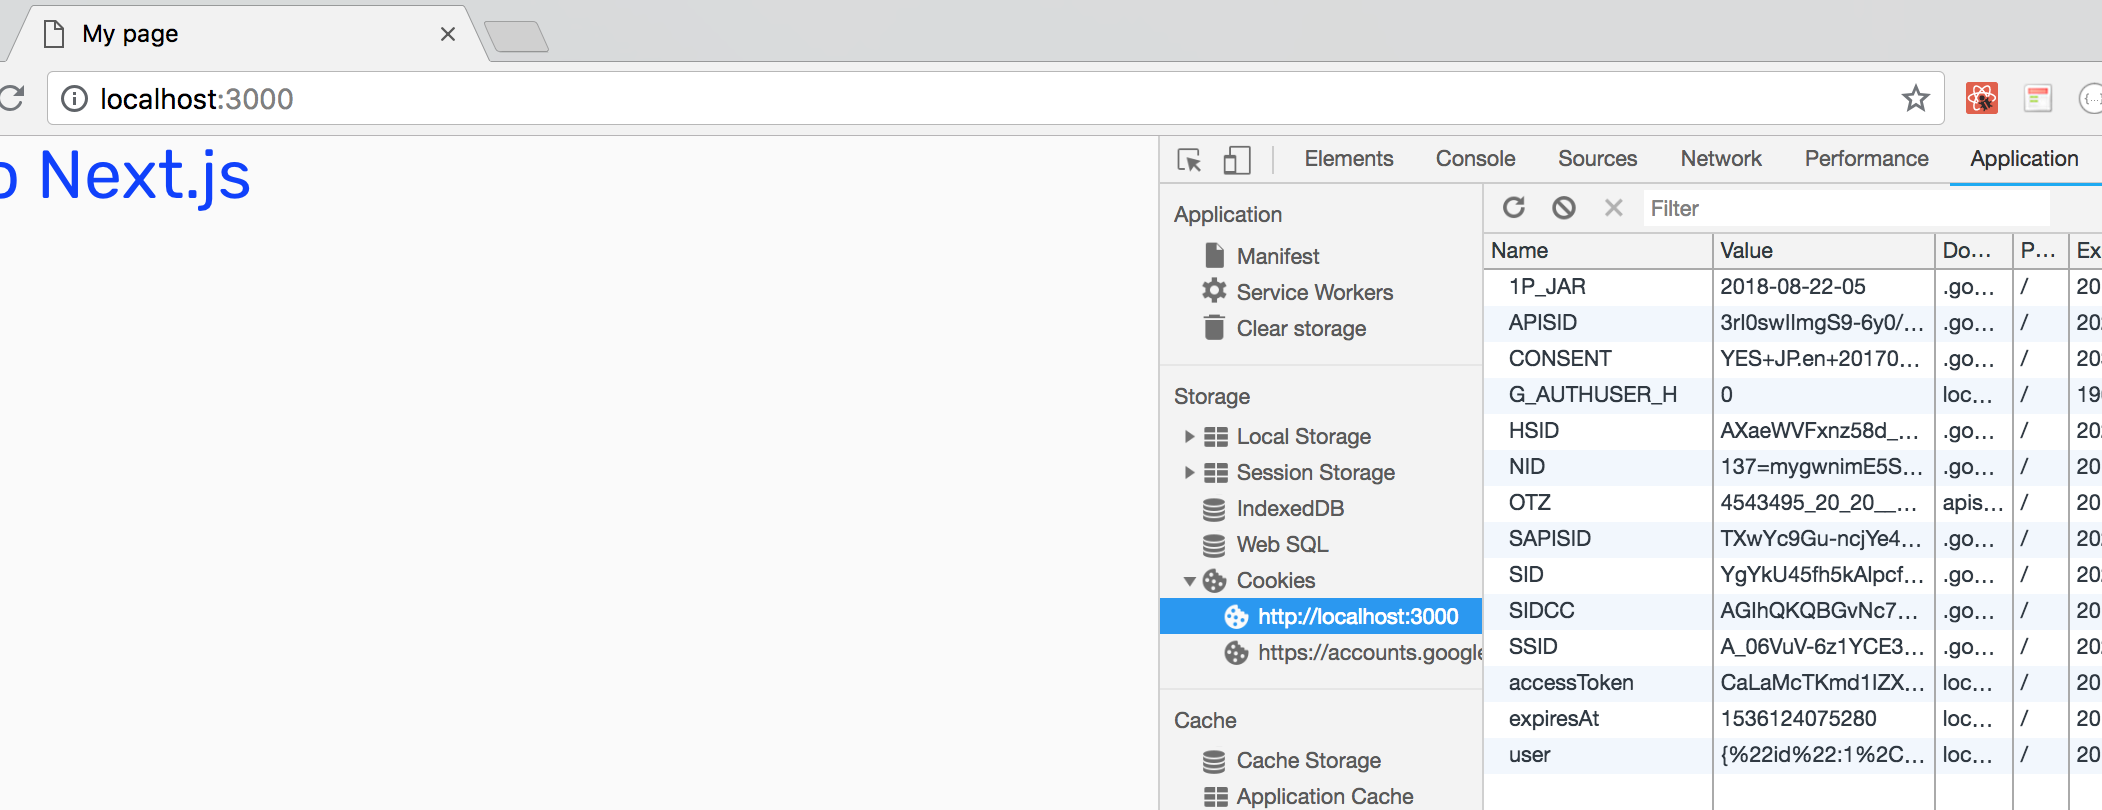 My page
localhost:3000
Next.js
Elements Console Sources Network Performance Application
Application
Manifest
Service Workers
Clear storage
Storage
Local Storage
Session Storage
IndexedDB
Web SQL
Cookies
http://localhost:3000
https://accounts.google
Cache
Cache Storage
Application Cache
Filter
Name Value Do... P... Ex
1P_JAR 2018-08-22-05 .go... / 20
APISID 3rl0swIImgS9-6y0/... .go... / 20
CONSENT YES+JP.en+20170... .go... / 20
G_AUTHUSER_H 0 loc... / 19
HSID AXaeWVFxnz58d_... .go... / 20
NID 137=mygwnimE5S... .go... / 20
OTZ 4543495_20_20__... apis... / 20
SAPISID TXwYc9Gu-ncjYe4... .go... / 20
SID YgYkU45fh5kAlpcf... .go... / 20
SIDCC AGIhQKQBGvNc7... .go... / 20
SSID A_06VuV-6z1YCE3... .go... / 20
accessToken CaLaMcTKmd1lZX... loc... / 20
expiresAt 1536124075280 loc... / 20
user {%22id%22:1%2C... loc... / 20